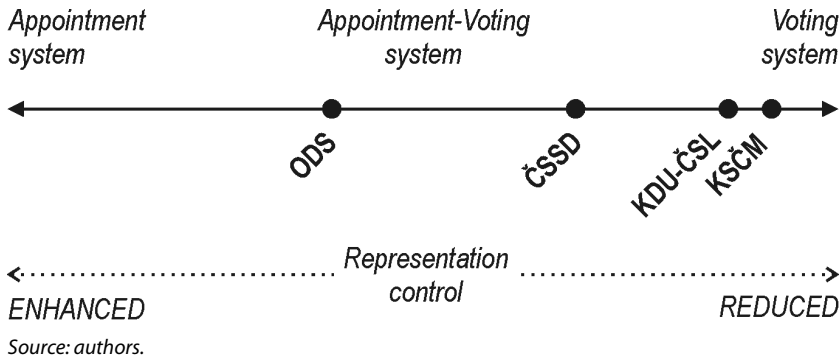 Appointment system
Appointment-Voting system
Voting system
ODS
ČSSD
KDU-ČSL
KSČM
Representation control
ENHANCED
REDUCED
Source: authors.